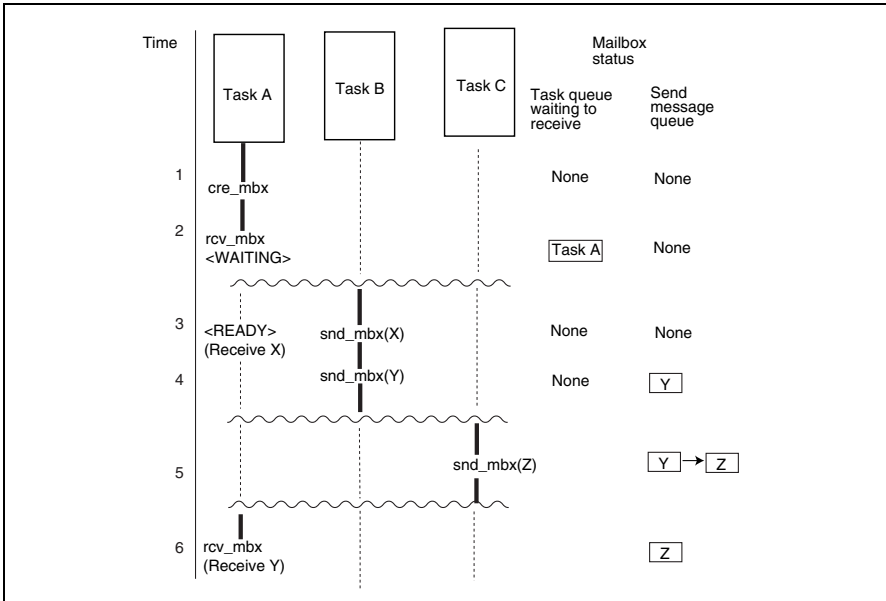 Time
Task A
Task B
Task C
Mailbox
status
Task queue
waiting to
receive
Send
message
queue
1
cre_mbx
None
None
2
rcv_mbx
<WAITING>
Task A
None
3
<READY>
(Receive X)
snd_mbx(X)
None
None
4
snd_mbx(Y)
None
Y
5
snd_mbx(Z)
Y
Z
6
rcv_mbx
(Receive Y)
Z